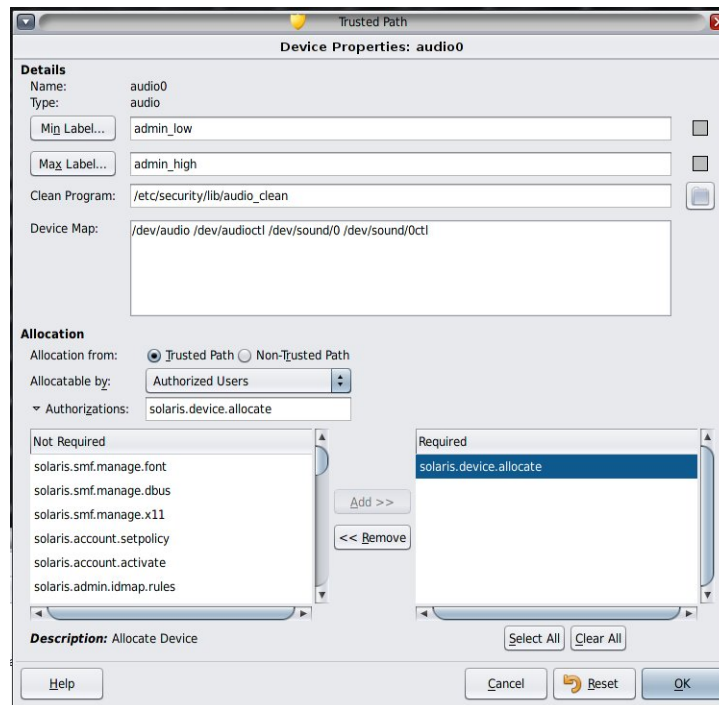 Trusted Path
Device Properties: audio0
Details
Name: audio0
Type: audio
Min Label... admin_low
Max Label... admin_high
Clean Program: /etc/security/lib/audio_clean
Device Map: /dev/audio /dev/audioctl /dev/sound/0 /dev/sound/0ctl
Allocation
Allocation from: Trusted Path Non-Trusted Path
Allocatable by: Authorized Users
Authorizations: solaris.device.allocate
Not Required
solaris.smf.manage.font
solaris.smf.manage.dbus
solaris.smf.manage.x11
solaris.account.setpolicy
solaris.account.activate
solaris.admin.idmap.rules
Add >>
<< Remove
Required
solaris.device.allocate
Description: Allocate Device
Select All Clear All
Help Cancel Reset OK